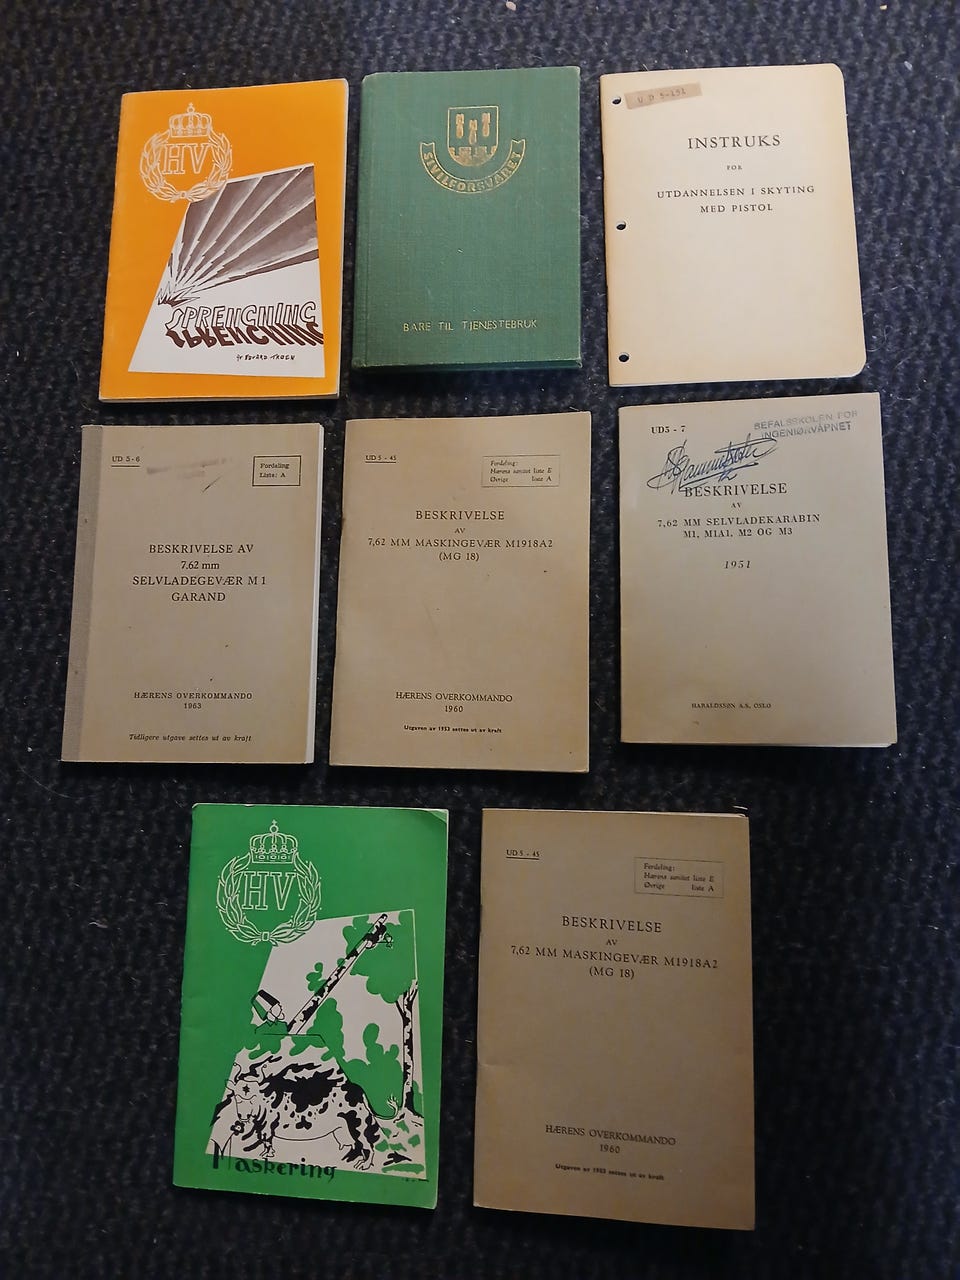 HV
SPRENGNING
SIVILFORSVARET
BARE TIL TJENESTEBRUK
U D 5-151
INSTRUKS
FOR
UTDANNELSEN I SKYTING
MED PISTOL
UD 5-6
Fordeling
Liste: A
BESKRIVELSE AV
7.62 mm
SELVLADEGEVÆR M 1
GARAND
HÆRENS OVERKOMMANDO
1963
Tidligere utgave settes ut av kraft
UD 5 - 45
Fordeling:
Hærens samlet liste E
Øvrige liste A
BESKRIVELSE
AV
7,62 MM MASKINGEVÆR M1918A2
(MG 18)
HÆRENS OVERKOMMANDO
1960
Utgaven av 1953 settes ut av kraft
UD5 - 7
BEFALSSKOLEN FOR
INGENIØRVÅPNET
BESKRIVELSE
AV
7,62 MM SELVLADEKARABIN
M1, M1A1, M2 OG M3
1951
HARALDSSØN A.S. OSLO
HV
Maskering
UD 5 - 45
Fordeling:
Hærens samlet liste E
Øvrige liste A
BESKRIVELSE
AV
7,62 MM MASKINGEVÆR M1918A2
(MG 18)
HÆRENS OVERKOMMANDO
1960
Utgaven av 1953 settes ut av kraft